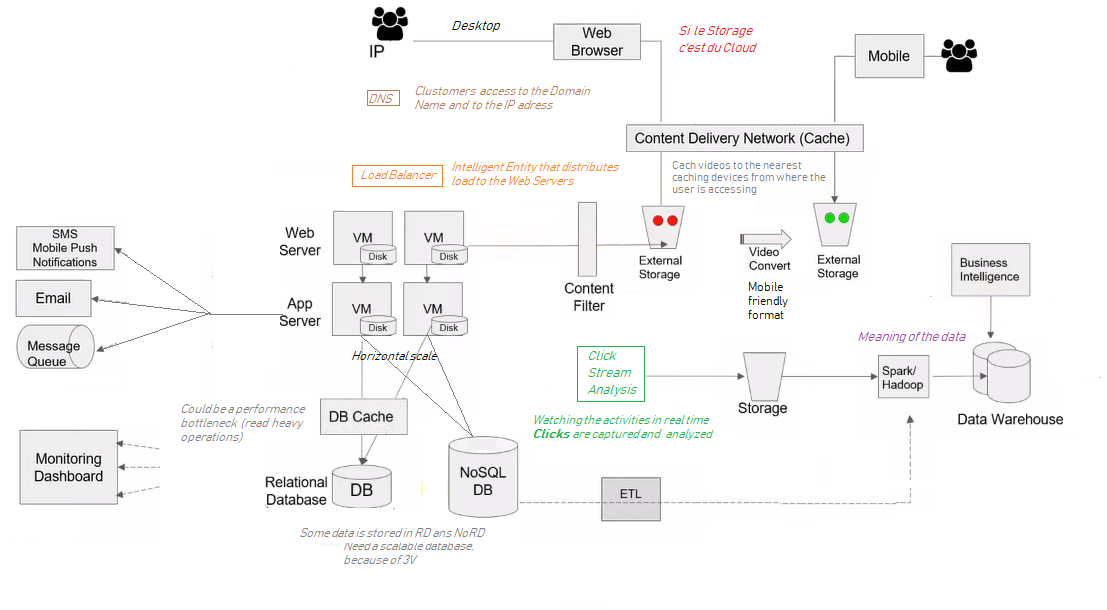 Desktop
IP
Web
Browser
Si le Storage
c'est du Cloud
Mobile
DNS
Clustomers access to the Domain
Name and to the IP adress
Content Delivery Network (Cache)
Load Balancer
Intelligent Entity that distributes
load to the Web Servers
Cach videos to the nearest
caching devices from where the
user is accessing
SMS
Mobile Push
Notifications
Email
Message
Queue
Web
Server
VM
Disk
VM
Disk
App
Server
VM
Disk
VM
Disk
Content
Filter
External
Storage
Video
Convert
Mobile
friendly
format
External
Storage
Business
Intelligence
Horizontal scale
Click
Stream
Analysis
Storage
Meaning of the data
Spark/
Hadoop
Data Warehouse
Could be a performance
bottleneck (read heavy
operations)
DB Cache
Watching the activities in real time
Clicks are captured and analyzed
Monitoring
Dashboard
Relational
Database
DB
NoSQL
DB
ETL
Some data is stored in RD ans NoRD
Need a scalable database,
because of 3V